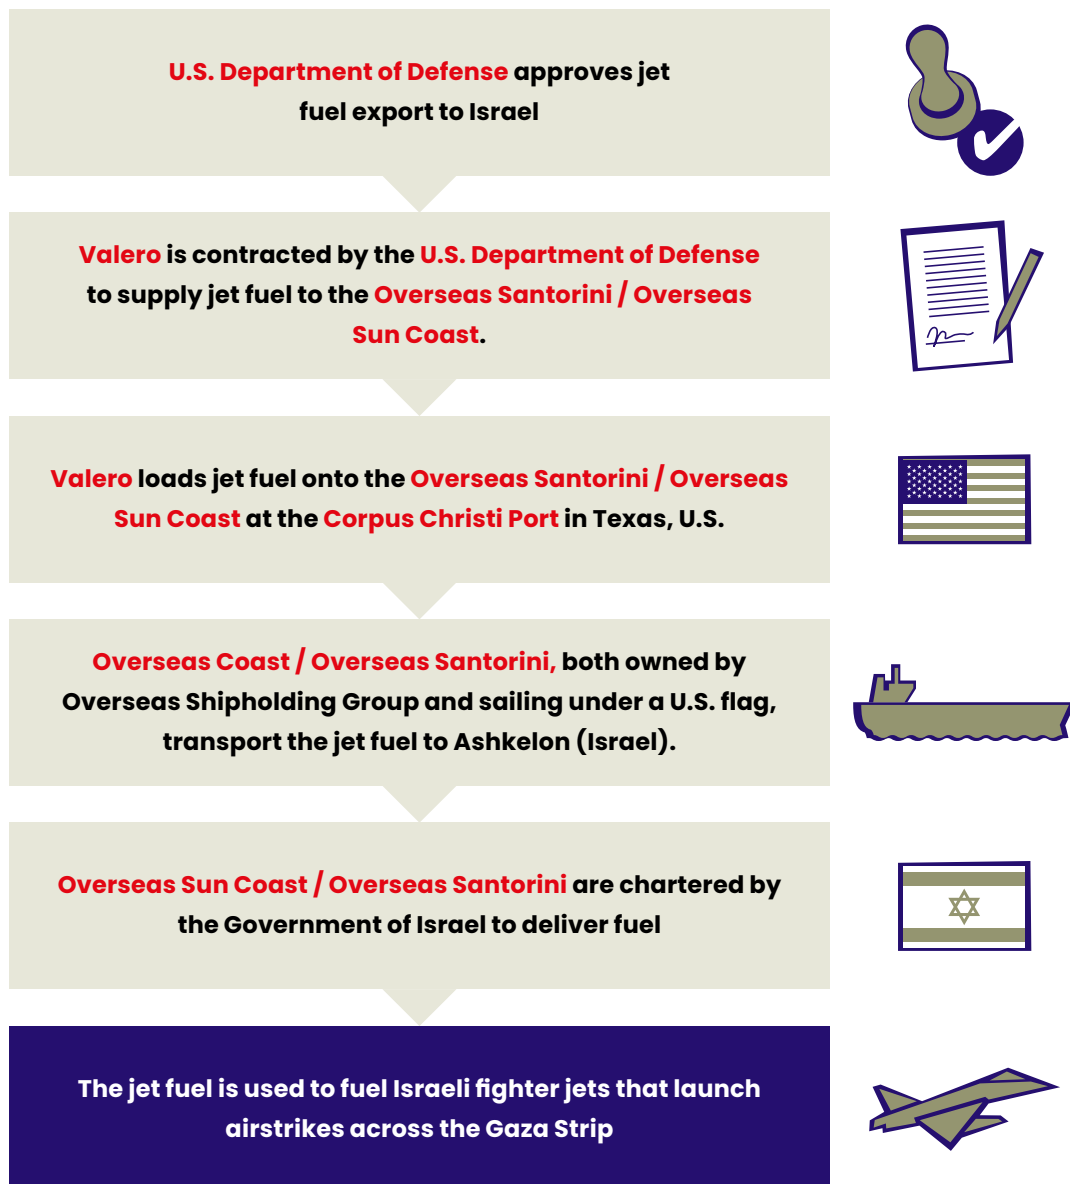 U.S. Department of Defense approves jet
fuel export to Israel
Valero is contracted by the U.S. Department of Defense
to supply jet fuel to the Overseas Santorini / Overseas
Sun Coast.
Valero loads jet fuel onto the Overseas Santorini / Overseas
Sun Coast at the Corpus Christi Port in Texas, U.S.
Overseas Coast / Overseas Santorini, both owned by
Overseas Shipholding Group and sailing under a U.S. flag,
transport the jet fuel to Ashkelon (Israel).
Overseas Sun Coast / Overseas Santorini are chartered by
the Government of Israel to deliver fuel
The jet fuel is used to fuel Israeli fighter jets that launch
airstrikes across the Gaza Strip